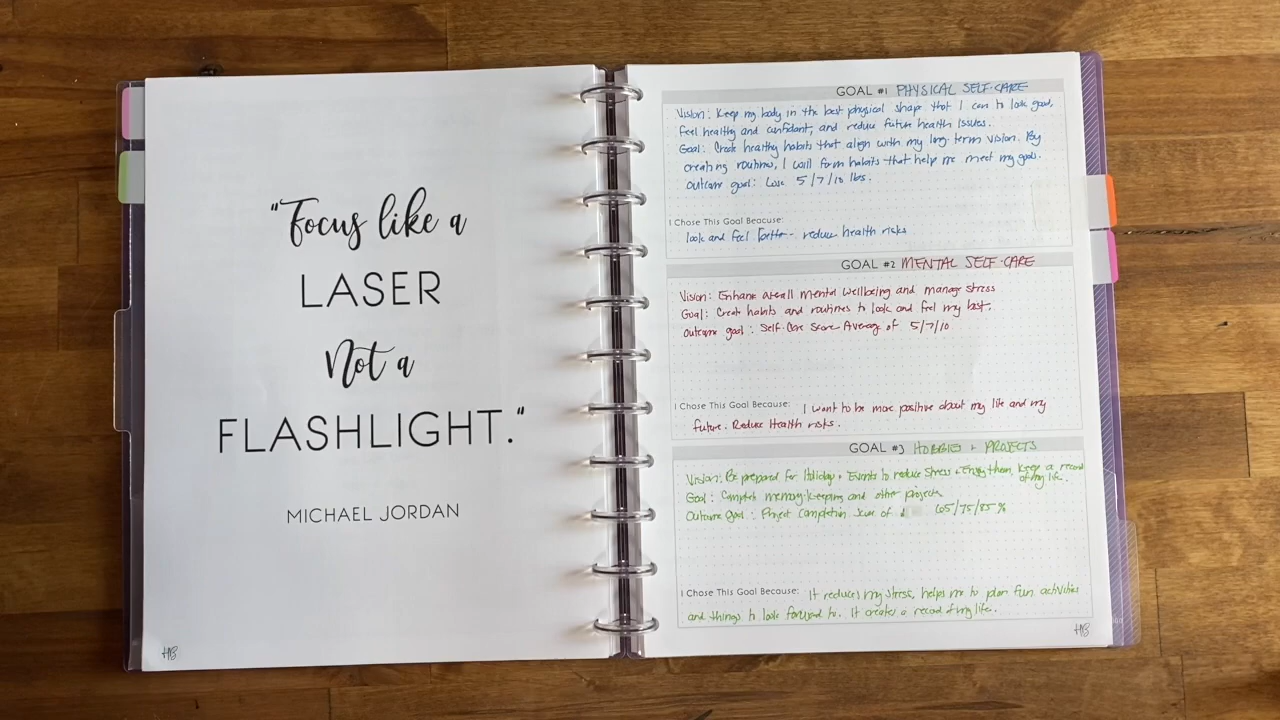 "Focus like a
LASER
Not a
FLASHLIGHT."
MICHAEL JORDAN
HB
GOAL #1 PHYSICAL SELF-CARE
Vision: Keep my body in the best physical shape that I can to look good,
feel healthy and confidant, and reduce future health issues.
Goal: Create healthy habits that align with my long-term vision. By
creating routines, I will form habits that help me meet my goals.
Outcome goal: Lose 5/7/10 lbs.
I Chose This Goal Beacuse:
look and feel better - reduce health risks
GOAL #2 MENTAL SELF-CARE
Vision: Enhance overall mental wellbeing and manage stress
Goal: Create habits and routines to look and feel my best.
Outcome goal: Self-Care Score Average of 5/7/10
I Chose This Goal Because: I want to be more positive about my life and my
future. Reduce Health risks.
GOAL #3 HOBBIES + PROJECTS
Vision: Be prepared for Holidays + Events to reduce stress + Enjoy them. Keep a record
of my life.
Goal: Complete memory-keeping and other projects
Outcome goal: Project completion score of 65/75/85%
I Chose This Goal Because: It reduces my stress, helps me to plan fun activities
and things to look forward to. It creates a record of my life.
HB